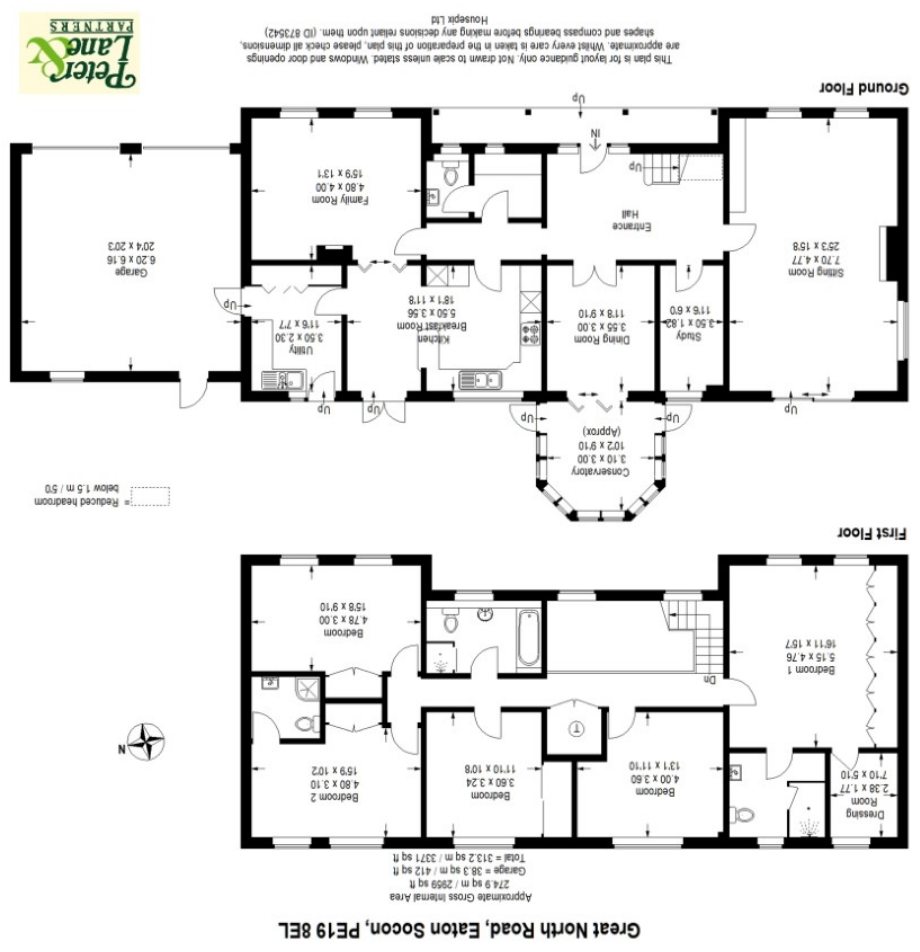 Great North Road, Eaton Socon, PE19 8EL
Approximate Gross Internal Area
274.9 sq m / 2959 sq ft
Garage = 38.3 sq m / 412 sq ft
Total = 313.2 sq m / 3371 sq ft
Dressing
Room
2.38 x 1.77
7'10 x 5'10
Bedroom
4.00 x 3.60
13'1 x 11'10
Bedroom
3.60 x 3.24
11'10 x 10'8
Bedroom 2
4.80 x 3.10
15'9 x 10'2
T
N
Bedroom 1
5.15 x 4.76
16'11 x 15'7
Dn
Bedroom
4.78 x 3.00
15'8 x 9'10
First Floor
= Reduced headroom
below 1.5 m / 5'0
Conservatory
3.10 x 3.00
10'2 x 9'10
(Approx)
Up
Up
Up
Up
Up
Sitting Room
7.70 x 4.77
25'3 x 15'8
Study
3.50 x 1.82
11'6 x 6'0
Dining Room
3.55 x 3.00
11'8 x 9'10
Kitchen
Breakfast Room
5.50 x 3.56
18'1 x 11'8
Utility
3.50 x 2.30
11'6 x 7'7
Up
Garage
6.20 x 6.16
20'4 x 20'3
Entrance
Hall
Up
Family Room
4.80 x 4.00
15'9 x 13'1
IN
Up
Ground Floor
This plan is for layout guidance only. Not drawn to scale unless stated. Windows and door openings
are approximate. Whilst every care is taken in the preparation of this plan, please check all dimensions,
shapes and compass bearings before making any decisions reliant upon them. (ID 873542)
Housepix Ltd
Peter
& Lane
PARTNERS